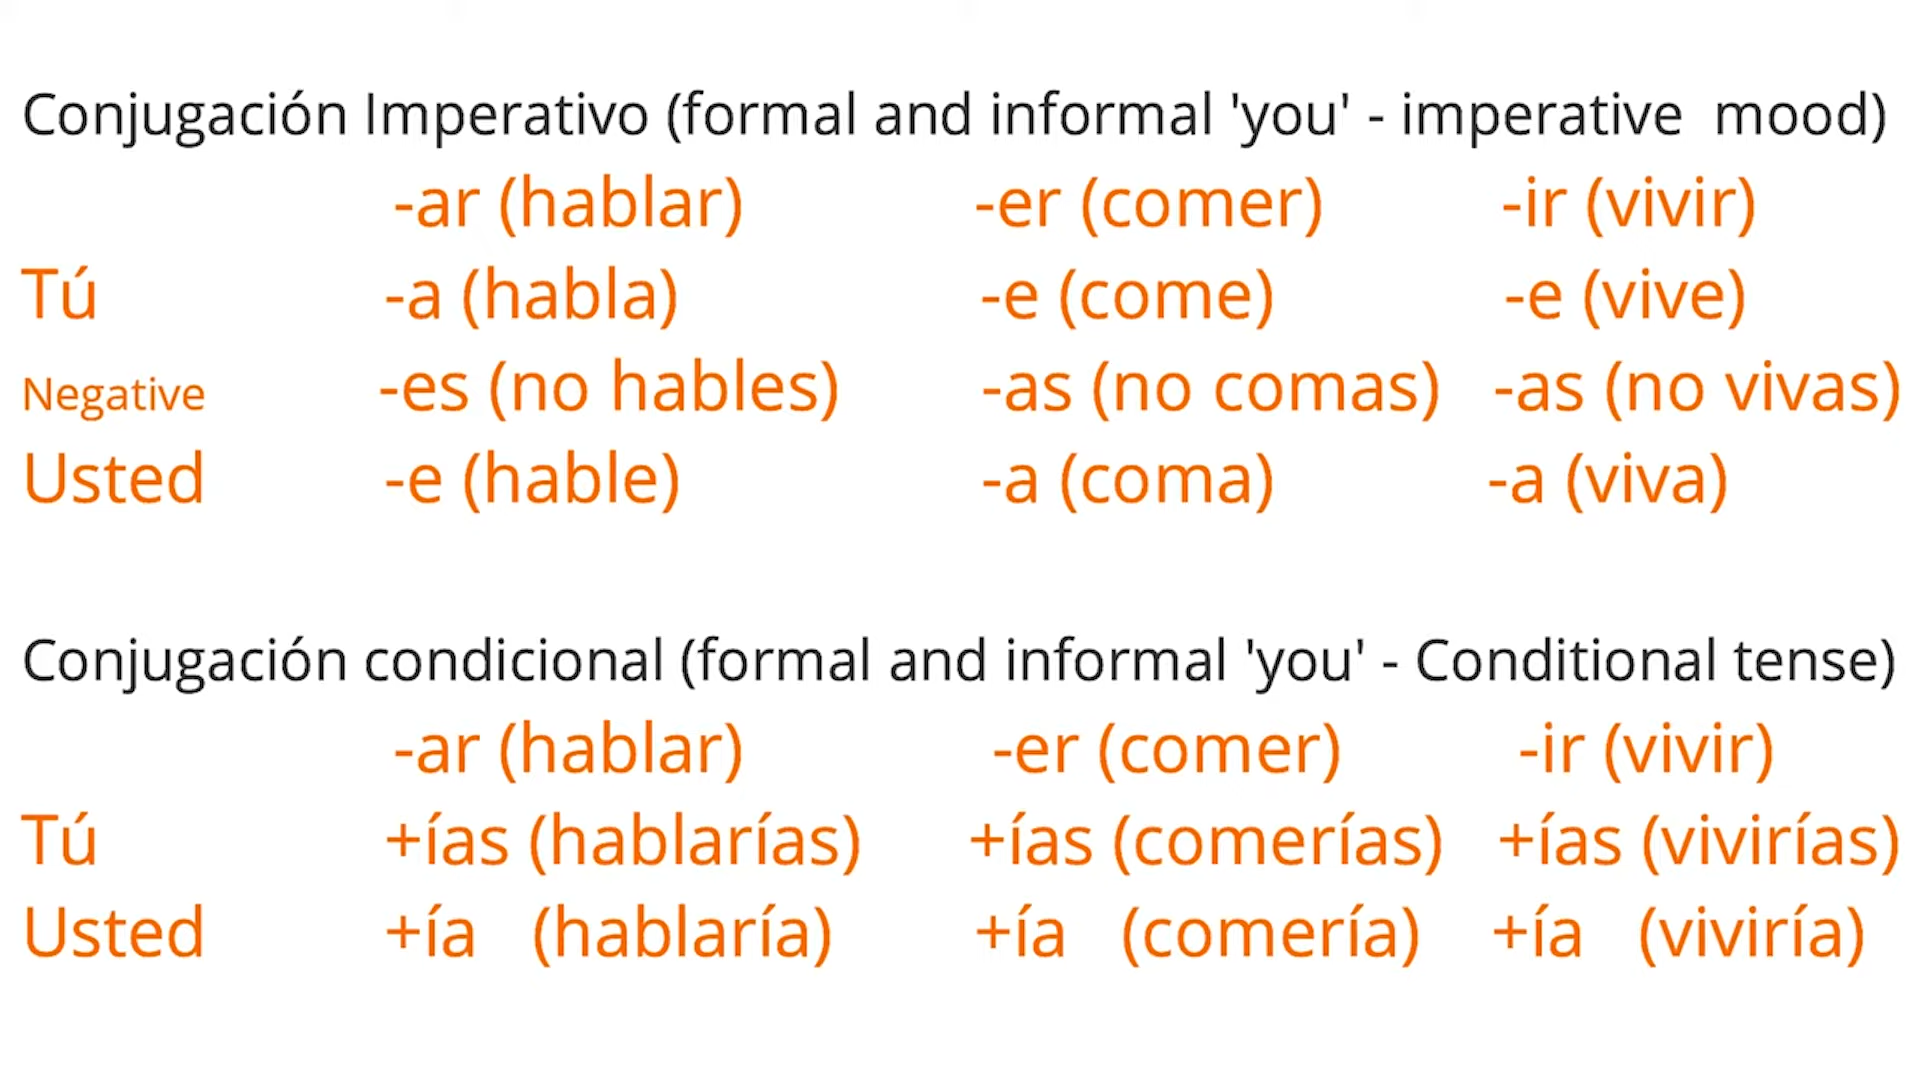 Conjugación Imperativo (formal and informal 'you' - imperative mood)
-ar (hablar) -er (comer) -ir (vivir)
Tú -a (habla) -e (come) -e (vive)
Negative -es (no hables) -as (no comas) -as (no vivas)
Usted -e (hable) -a (coma) -a (viva)
Conjugación condicional (formal and informal 'you' - Conditional tense)
-ar (hablar) -er (comer) -ir (vivir)
Tú +ías (hablarías) +ías (comerías) +ías (vivirías)
Usted +ía (hablaría) +ía (comería) +ía (viviría)